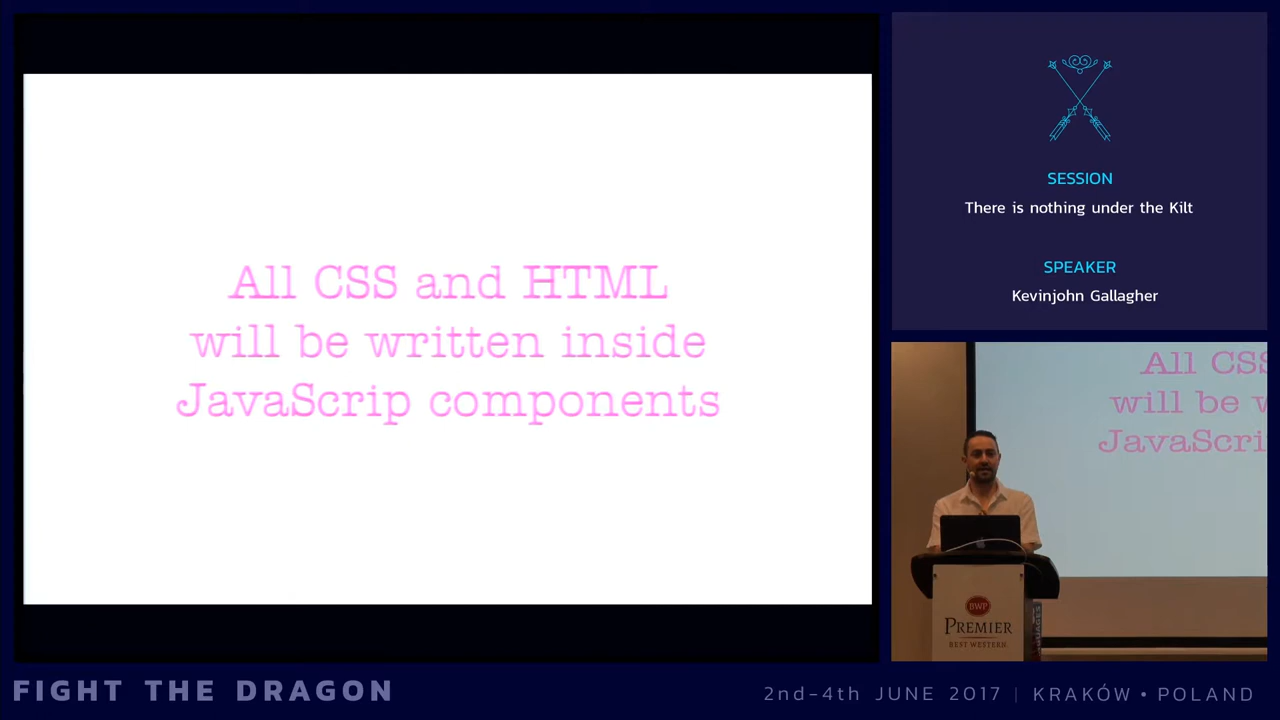 All CSS and HTML
will be written inside
JavaScrip components
SESSION
There is nothing under the Kilt
SPEAKER
Kevinjohn Gallagher
All CSS
will be w
JavaScri
BWP
PREMIER
BEST WESTERN.
FIGHT THE DRAGON
2nd-4th JUNE 2017 | KRAKÓW • POLAND